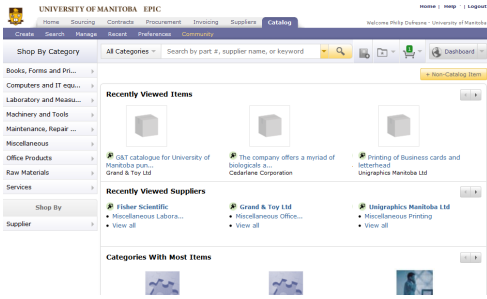 UNIVERSITY OF MANITOBA EPIC
Home | Help | Logout
Home Sourcing Contracts Procurement Invoicing Suppliers Catalog
Welcome Philip Dufresne - University of Manitoba
Create Search Manage Recent Preferences Community
Shop By Category
All Categories Search by part #, supplier name, or keyword
Dashboard
+ Non-Catalog Item
Books, Forms and Pri...
Computers and IT equ...
Laboratory and Measu...
Machinery and Tools
Maintenance, Repair ...
Miscellaneous
Office Products
Raw Materials
Services
Shop By
Supplier
Recently Viewed Items
G&T catalogue for University of
Manitoba pun...
Grand & Toy Ltd
The company offers a myriad of
biologicals a...
Cedarlane Corporation
Printing of Business cards and
letterhead
Unigraphics Manitoba Ltd
Recently Viewed Suppliers
Fisher Scientific
• Miscellaneous Labora...
• View all
Grand & Toy Ltd
• Miscellaneous Office...
• View all
Unigraphics Manitoba Ltd
• Miscellaneous Printing
• View all
Categories With Most Items